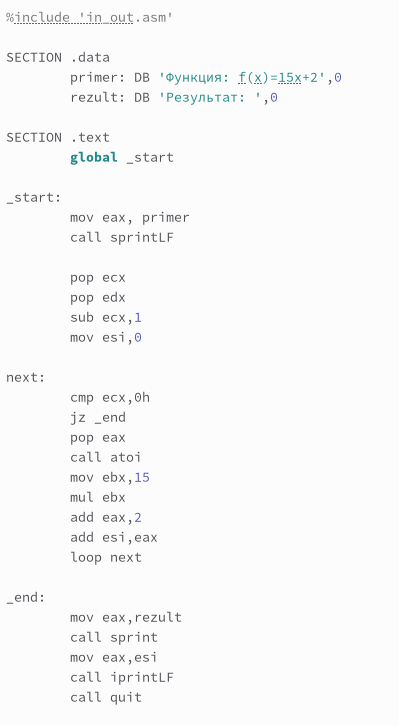 %include 'in_out.asm'

SECTION .data
        primer: DB 'Функция: f(x)=15x+2',0
        rezult: DB 'Результат: ',0

SECTION .text
        global _start

_start:
        mov eax, primer
        call sprintLF

        pop ecx
        pop edx
        sub ecx,1
        mov esi,0

next:
        cmp ecx,0h
        jz _end
        pop eax
        call atoi
        mov ebx,15
        mul ebx
        add eax,2
        add esi,eax
        loop next

_end:
        mov eax,rezult
        call sprint
        mov eax,esi
        call iprintLF
        call quit